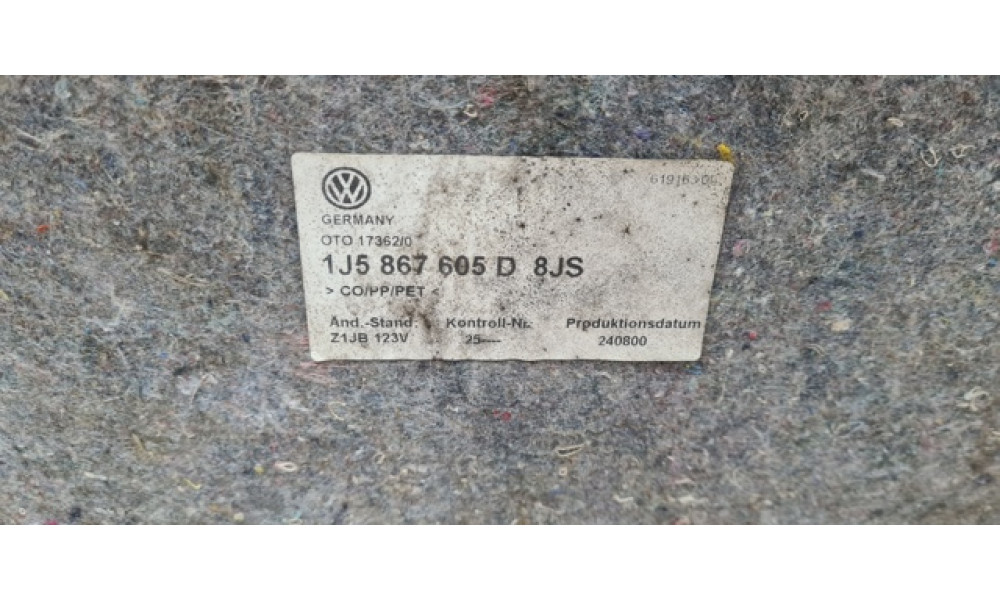 GERMANY
OTO 17362/0
1J5 867 605 D 8JS
> CO/PP/PET <
Änd.-Stand: Kontroll-Nr.: Produktionsdatum
Z1JB 123V 25---- 240800